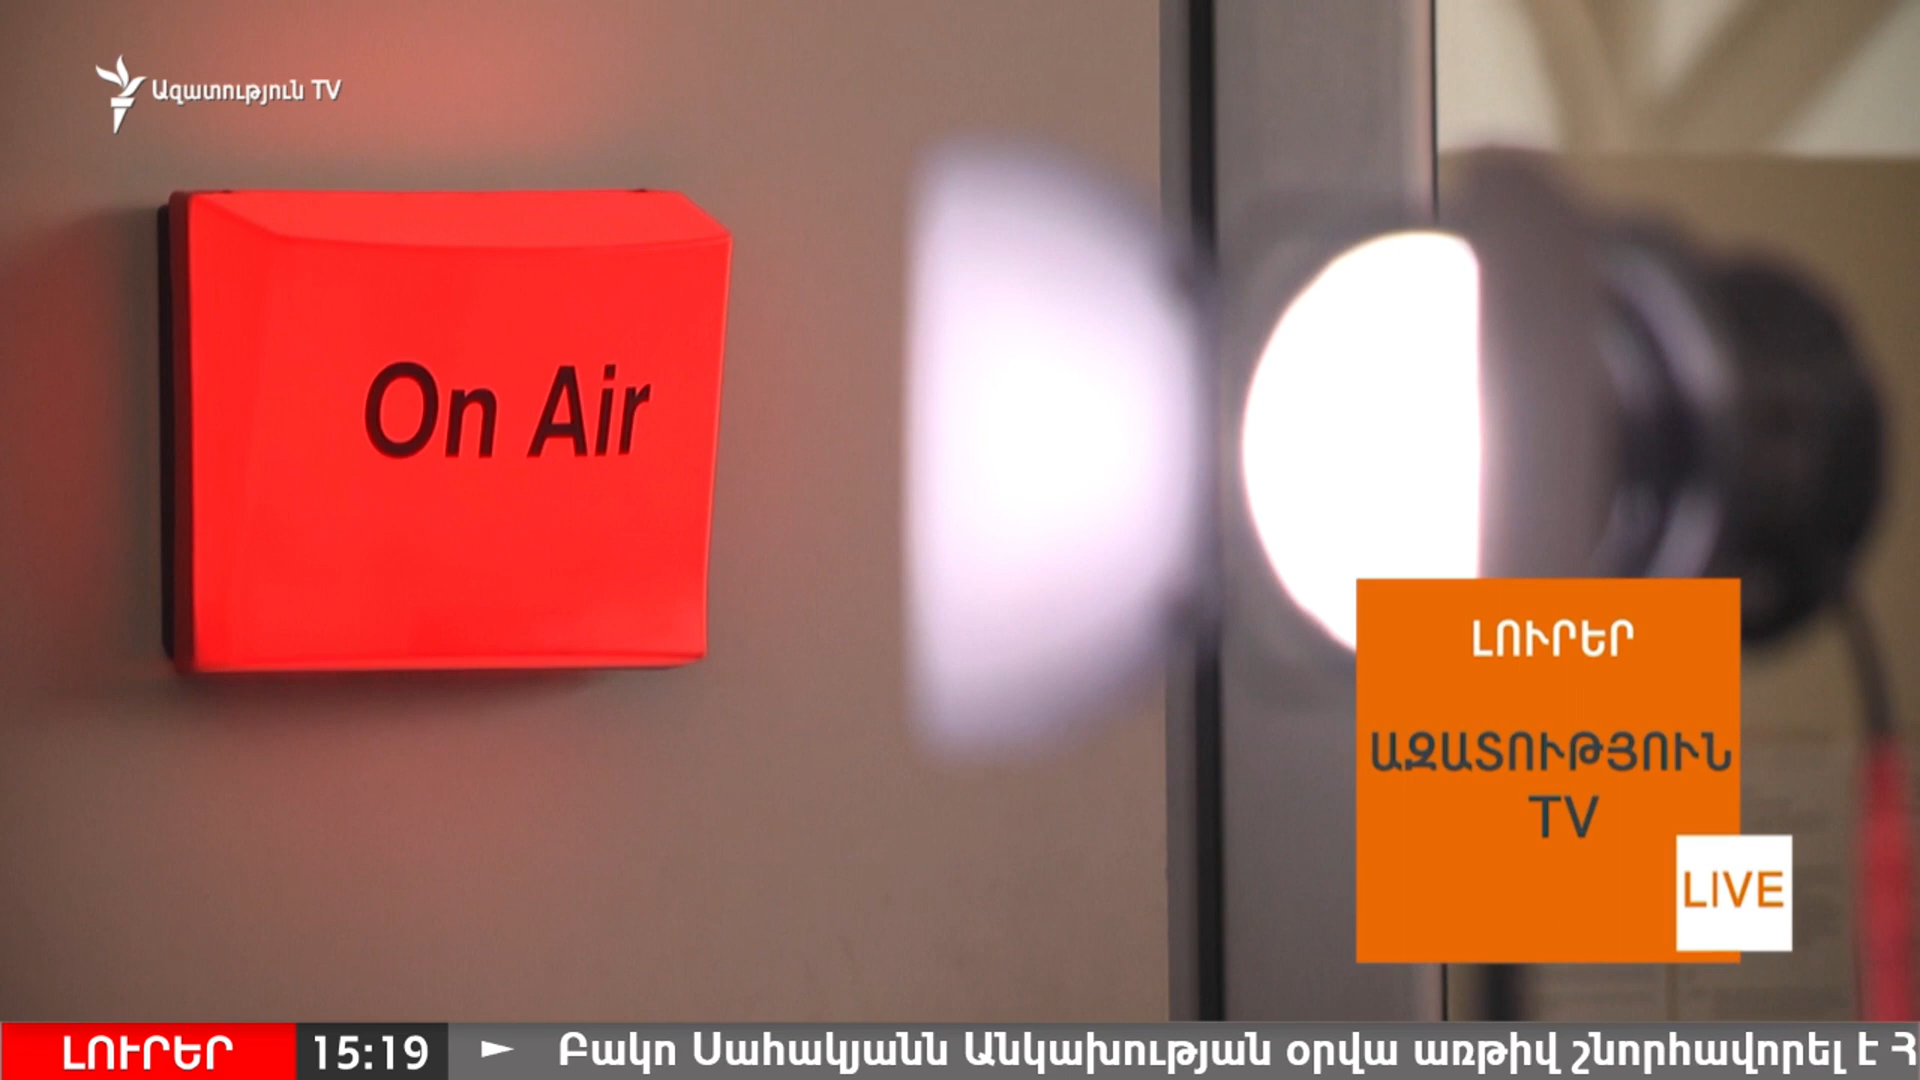 Ազատություն TV
On Air
ԼՈՒՐԵՐ
ԱԶԱՏՈՒԹՅՈՒՆ
TV
LIVE
ԼՈՒՐԵՐ 15:19 ► Բակո Սահակյանն Անկախության օրվա առթիվ շնորհավորել է Հ